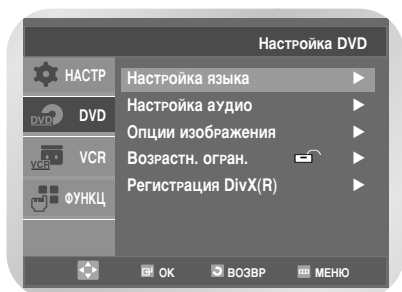 Настройка DVD
НАСТР
DVD
VCR
ФУНКЦ
Настройка языка
Настройка аудио
Опции изображения
Возрастн. огран.
Регистрация DivX(R)
DVD
VCR
ОК
ВОЗВР
МЕНЮ